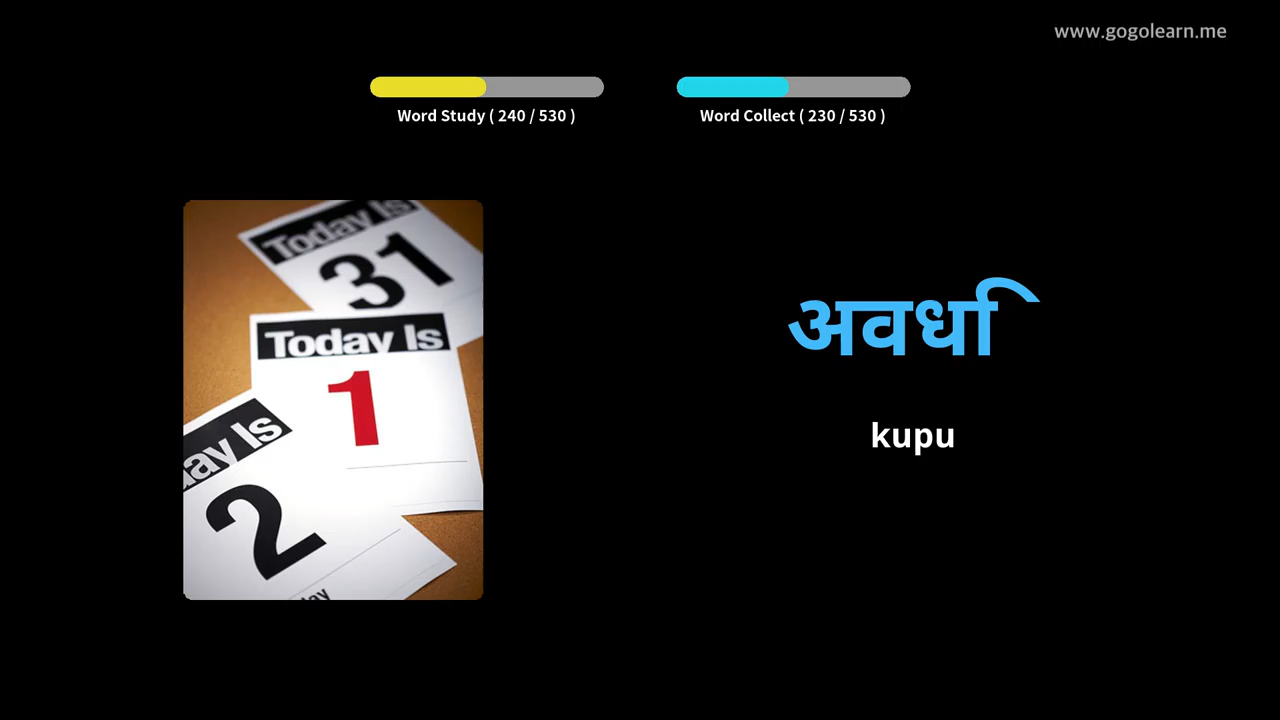 www.gogolearn.me
Word Study ( 240 / 530 )
Word Collect ( 230 / 530 )
Today Is
31
Today Is
1
अवधि
kupu
day Is
2
day